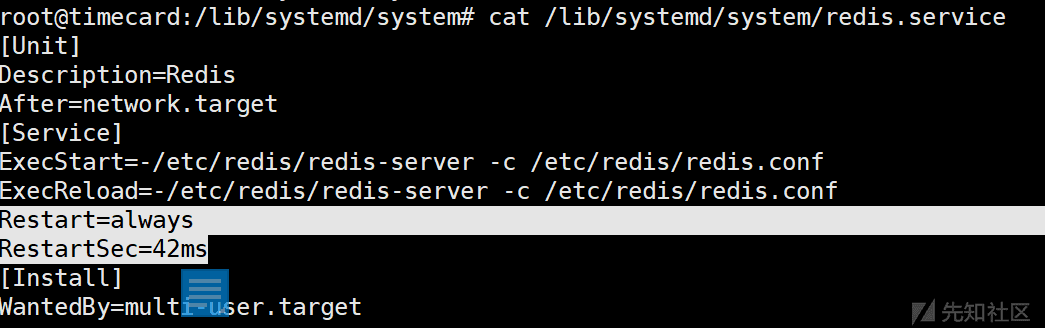 root@timecard:/lib/systemd/system# cat /lib/systemd/system/redis.service
[Unit]
Description=Redis
After=network.target
[Service]
ExecStart=-/etc/redis/redis-server -c /etc/redis/redis.conf
ExecReload=-/etc/redis/redis-server -c /etc/redis/redis.conf
Restart=always
RestartSec=42ms
[Install]
WantedBy=multi-user.target
先知社区